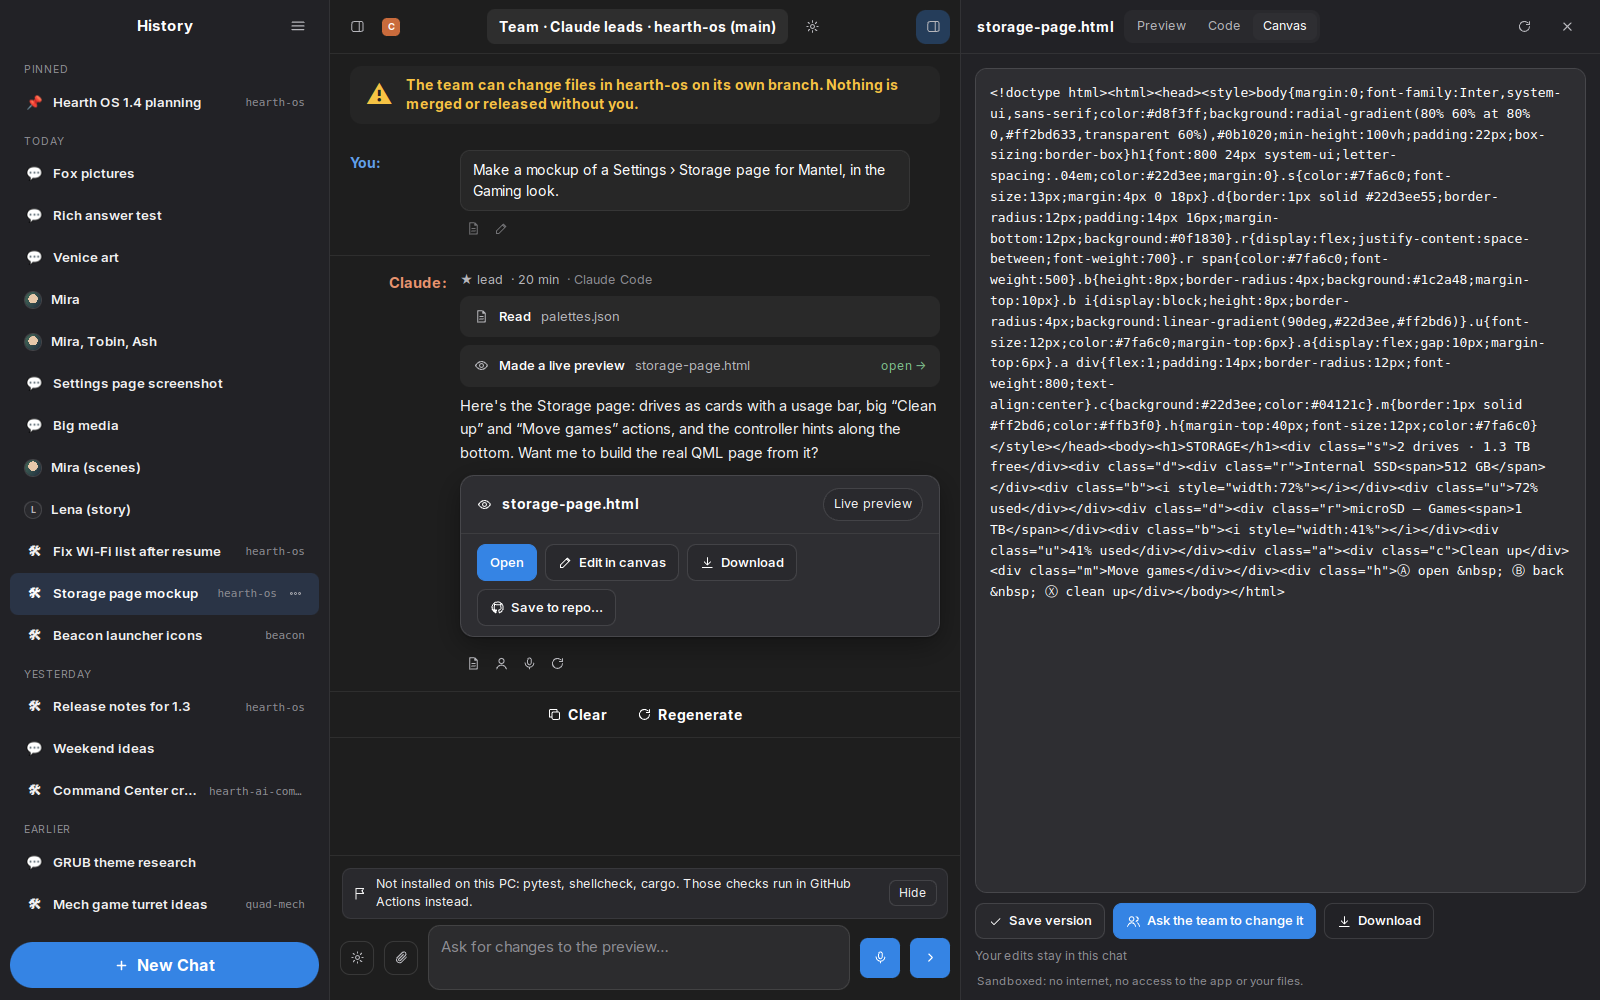 History
PINNED
Hearth OS 1.4 planning hearth-os
TODAY
Fox pictures
Rich answer test
Venice art
Mira
Mira, Tobin, Ash
Settings page screenshot
Big media
Mira (scenes)
L Lena (story)
Fix Wi-Fi list after resume hearth-os
Storage page mockup hearth-os
Beacon launcher icons beacon
YESTERDAY
Release notes for 1.3 hearth-os
Weekend ideas
Command Center cr... hearth-ai-com...
EARLIER
GRUB theme research
Mech game turret ideas quad-mech
+ New Chat
C
Team · Claude leads · hearth-os (main)
The team can change files in hearth-os on its own branch. Nothing is
merged or released without you.
You:
Make a mockup of a Settings › Storage page for Mantel, in the
Gaming look.
Claude:
★ lead · 20 min · Claude Code
Read palettes.json
Made a live preview storage-page.html open →
Here's the Storage page: drives as cards with a usage bar, big “Clean
up” and “Move games” actions, and the controller hints along the
bottom. Want me to build the real QML page from it?
storage-page.html Live preview
Open Edit in canvas Download
Save to repo...
Clear Regenerate
Not installed on this PC: pytest, shellcheck, cargo. Those checks run in GitHub
Actions instead.
Hide
Ask for changes to the preview...
storage-page.html Preview Code Canvas
<!doctype html><html><head><style>body{margin:0;font-family:Inter,system-
ui,sans-serif;color:#d8f3ff;background:radial-gradient(80% 60% at 80%
0,#ff2bd633,transparent 60%),#0b1020;min-height:100vh;padding:22px;box-
sizing:border-box}h1{font:800 24px system-ui;letter-
spacing:.04em;color:#22d3ee;margin:0}.s{color:#7fa6c0;font-
size:13px;margin:4px 0 18px}.d{border:1px solid #22d3ee55;border-
radius:12px;padding:14px 16px;margin-
bottom:12px;background:#0f1830}.r{display:flex;justify-content:space-
between;font-weight:700}.r span{color:#7fa6c0;font-
weight:500}.b{height:8px;border-radius:4px;background:#1c2a48;margin-
top:10px}.b i{display:block;height:8px;border-
radius:4px;background:linear-gradient(90deg,#22d3ee,#ff2bd6)}.u{font-
size:12px;color:#7fa6c0;margin-top:6px}.a{display:flex;gap:10px;margin-
top:6px}.a div{flex:1;padding:14px;border-radius:12px;font-
weight:800;text-
align:center}.c{background:#22d3ee;color:#04121c}.m{border:1px solid
#ff2bd6;color:#ffb3f0}.h{margin-top:40px;font-size:12px;color:#7fa6c0}
</style></head><body><h1>STORAGE</h1><div class="s">2 drives · 1.3 TB
free</div><div class="d"><div class="r">Internal SSD<span>512 GB</span>
</div><div class="b"><i style="width:72%"></i></div><div class="u">72%
used</div></div><div class="d"><div class="r">microSD — Games<span>1
TB</span></div><div class="b"><i style="width:41%"></i></div><div
class="u">41% used</div></div><div class="a"><div class="c">Clean up</div>
<div class="m">Move games</div></div><div class="h">Ⓐ open &nbsp; Ⓑ back
&nbsp; Ⓧ clean up</div></body></html>
Save version Ask the team to change it Download
Your edits stay in this chat
Sandboxed: no internet, no access to the app or your files.